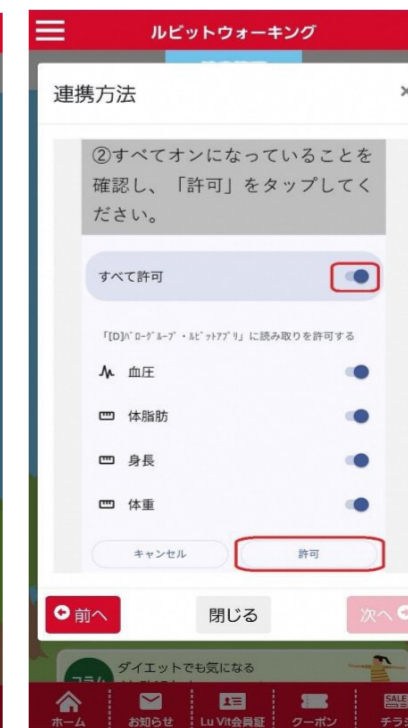 ルビットウォーキング
連携方法
×
②すべてオンになっていることを
確認し、「許可」をタップしてく
ださい。
すべて許可
「[D]ﾊﾞﾛｰｸﾞﾙｰﾌﾟ・ﾙﾋﾞｯﾄｱﾌﾟﾘ」に読み取りを許可する
血圧
体脂肪
身長
体重
キャンセル
許可
前へ
閉じる
次へ
コラム
ダイエットでも気になる
ホーム
お知らせ
Lu Vit会員証
クーポン
SALE
チラシ